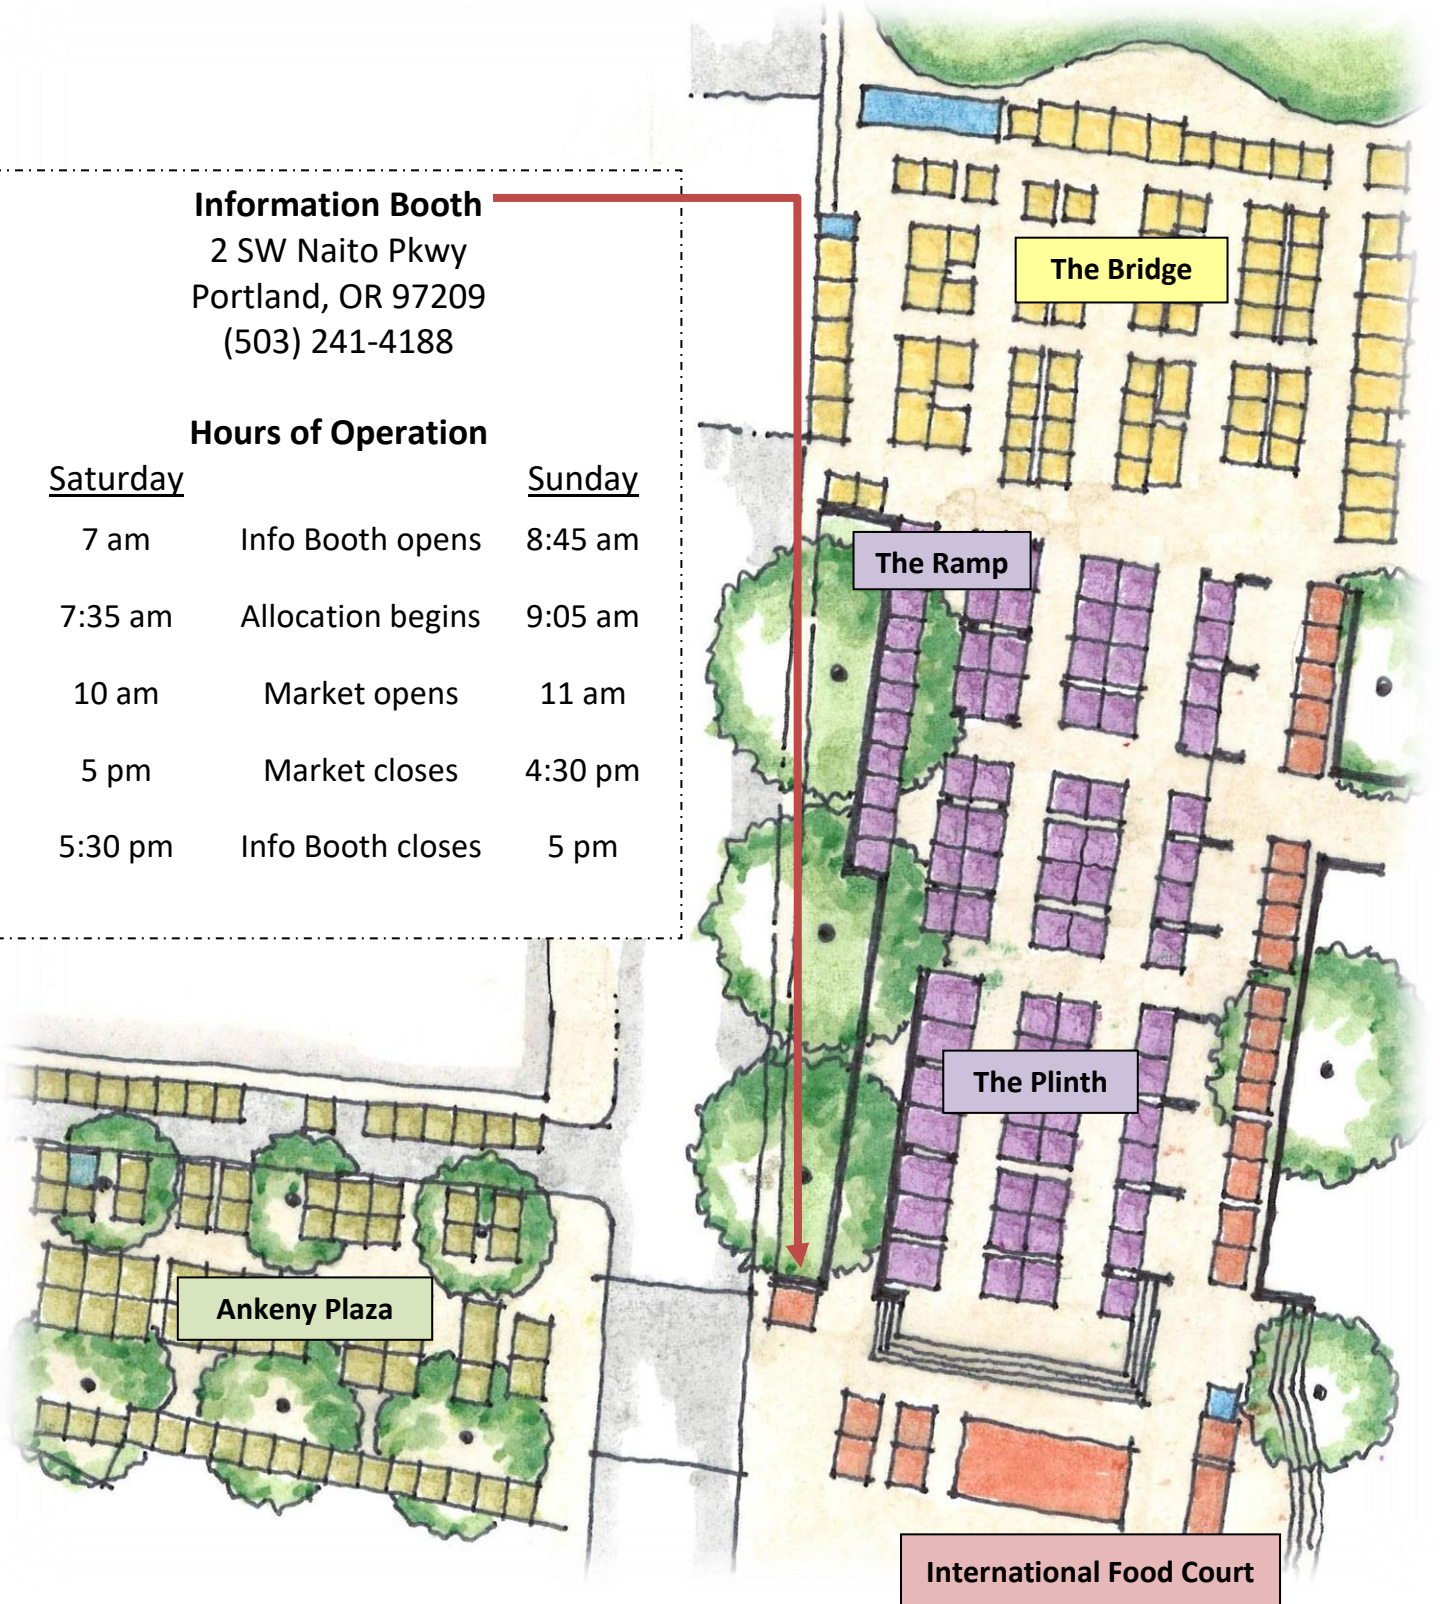 Information Booth
2 SW Naito Pkwy
Portland, OR 97209
(503) 241-4188
Hours of Operation
Saturday Sunday
7 am Info Booth opens 8:45 am
7:35 am Allocation begins 9:05 am
10 am Market opens 11 am
5 pm Market closes 4:30 pm
5:30 pm Info Booth closes 5 pm
The Bridge
The Ramp
The Plinth
Ankeny Plaza
International Food Court